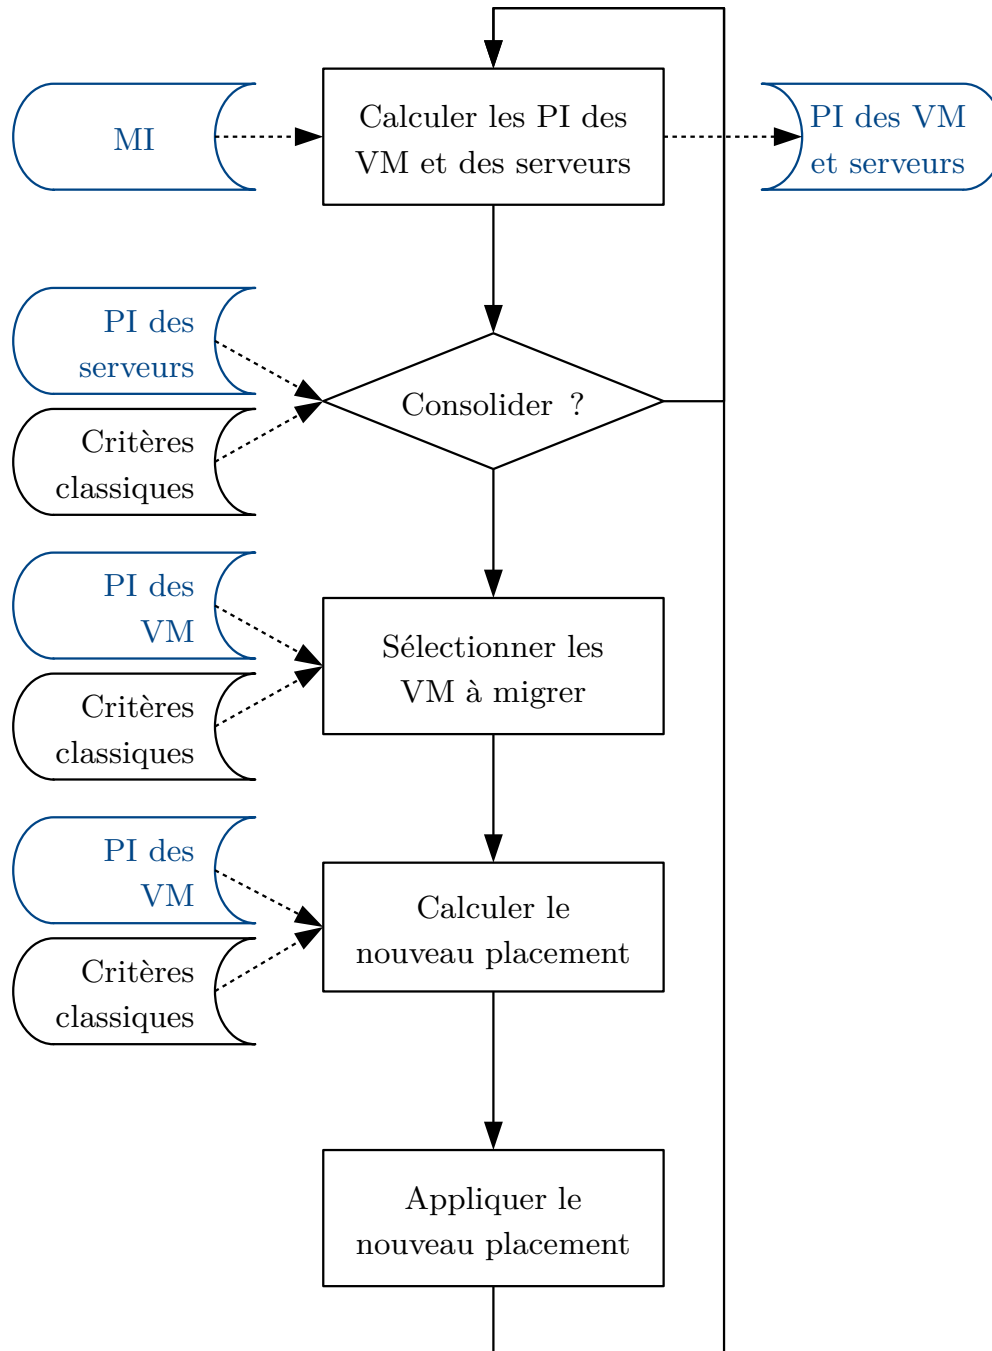 MI
Calculer les PI des
VM et des serveurs
PI des VM
et serveurs
PI des
serveurs
Critères
classiques
Consolider ?
PI des
VM
Critères
classiques
Sélectionner les
VM à migrer
PI des
VM
Critères
classiques
Calculer le
nouveau placement
Appliquer le
nouveau placement